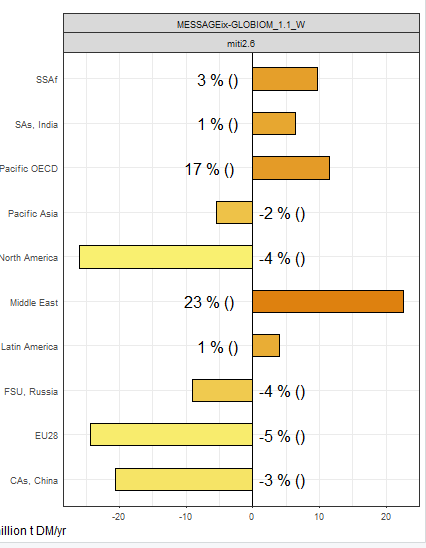 MESSAGEix-GLOBIOM_1.1_W
miti2.6
SSAf 3 % ()
SAs, India 1 % ()
Pacific OECD 17 % ()
Pacific Asia -2 % ()
North America -4 % ()
Middle East 23 % ()
Latin America 1 % ()
FSU, Russia -4 % ()
EU28 -5 % ()
CAs, China -3 % ()
-20 -10 0 10 20
illion t DM/yr